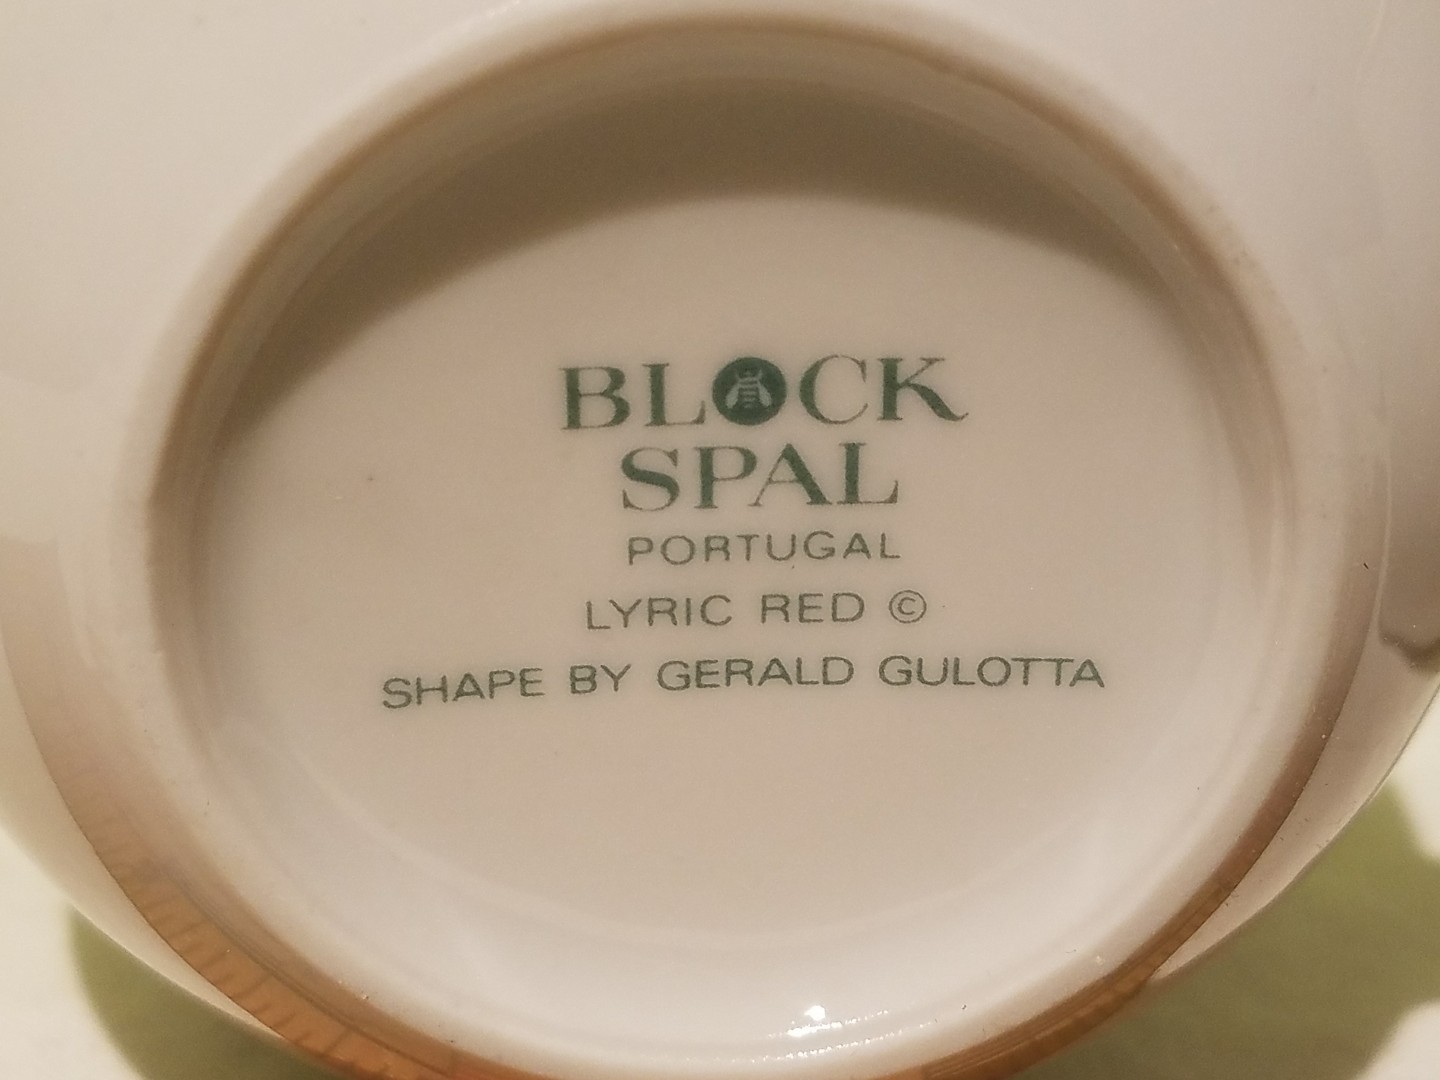 BLOCK
SPAL
PORTUGAL
LYRIC RED ©
SHAPE BY GERALD GULOTTA